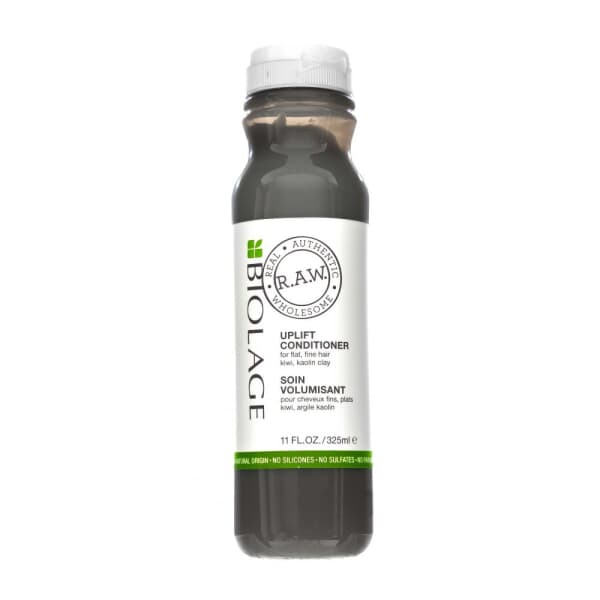 BIOLAGE
REAL • AUTHENTIC • WHOLESOME •
R.A.W.
UPLIFT
CONDITIONER
for flat, fine hair
kiwi, kaolin clay
SOIN
VOLUMISANT
pour cheveux fins, plats
kiwi, argile kaolin
11 FL.OZ./325ml e
NATURAL ORIGIN • NO SILICONES • NO SULFATES • NO